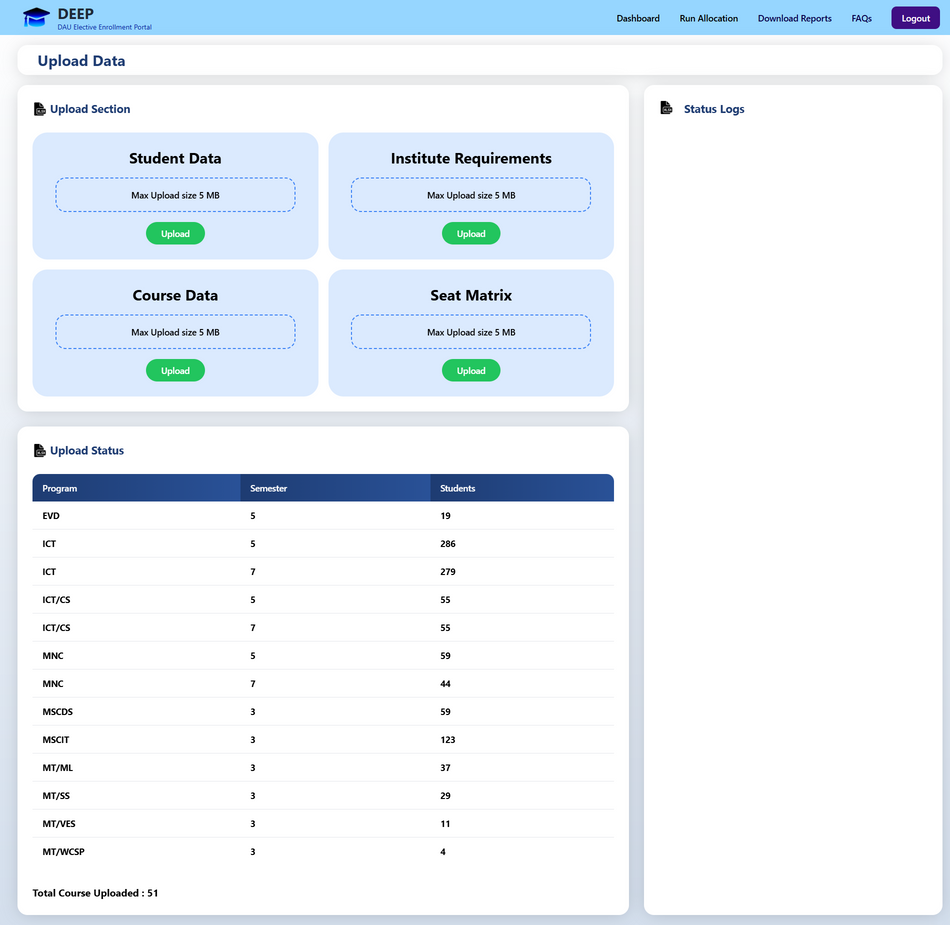 DEEP
DAU Elective Enrollment Portal
Dashboard
Run Allocation
Download Reports
FAQs
Logout
Upload Data
Upload Section
Student Data
Max Upload size 5 MB
Upload
Institute Requirements
Max Upload size 5 MB
Upload
Course Data
Max Upload size 5 MB
Upload
Seat Matrix
Max Upload size 5 MB
Upload
Status Logs
Upload Status
Program Semester Students
EVD 5 19
ICT 5 286
ICT 7 279
ICT/CS 5 55
ICT/CS 7 55
MNC 5 59
MNC 7 44
MSCDS 3 59
MSCIT 3 123
MT/ML 3 37
MT/SS 3 29
MT/VES 3 11
MT/WCSP 3 4
Total Course Uploaded : 51